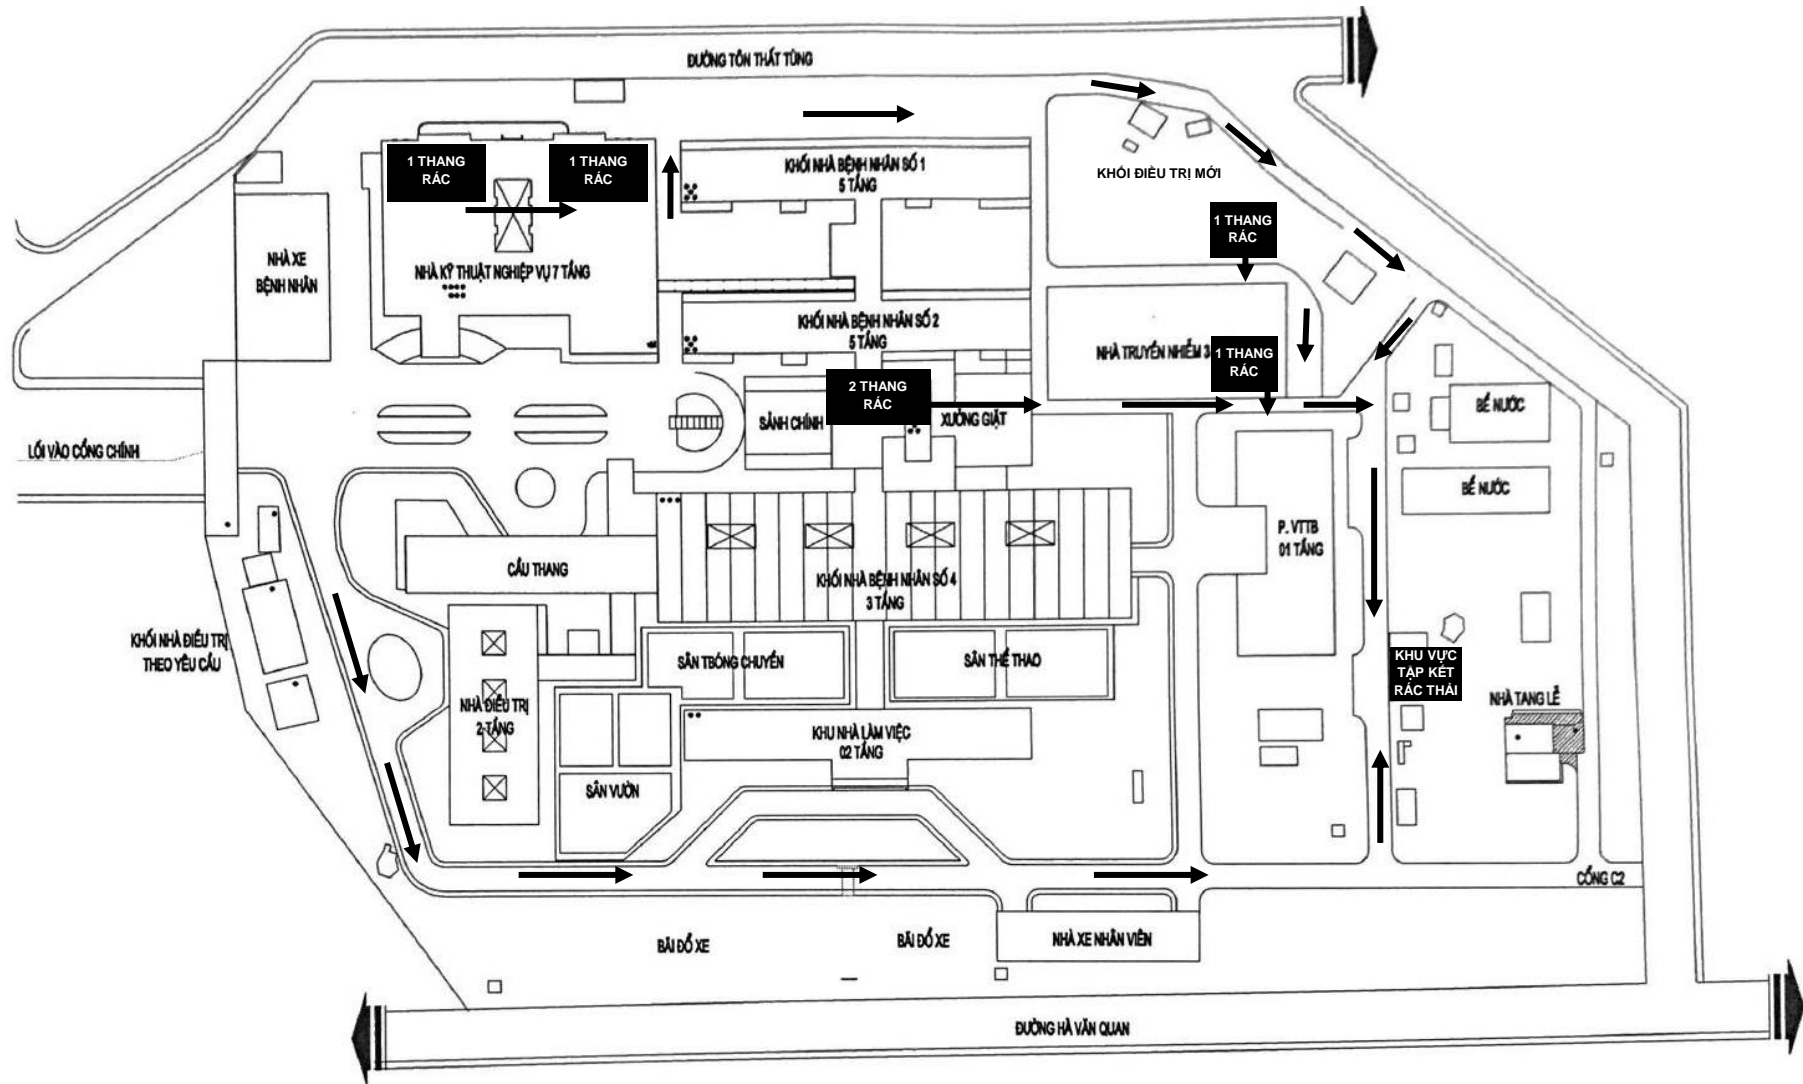 ĐƯỜNG TÔN THẤT TÙNG
1 THANG
RÁC
1 THANG
RÁC
KHỐI NHÀ BỆNH NHÂN SỐ 1
5 TẦNG
KHỐI ĐIỀU TRỊ MỚI
1 THANG
RÁC
NHÀ XE
BỆNH NHÂN
NHÀ KỸ THUẬT NGHIỆP VỤ 7 TẦNG
KHỐI NHÀ BỆNH NHÂN SỐ 2
5 TẦNG
NHÀ TRUYỀN NHIỄM 3
1 THANG
RÁC
2 THANG
RÁC
SẢNH CHÍNH
XƯỞNG GIẶT
BỂ NƯỚC
LỐI VÀO CỔNG CHÍNH
BỂ NƯỚC
P. VTTB
01 TẦNG
CẦU THANG
KHỐI NHÀ BỆNH NHÂN SỐ 4
3 TẦNG
KHỐI NHÀ ĐIỀU TRỊ
THEO YÊU CẦU
SÂN TBÓNG CHUYỀN
SÂN THỂ THAO
KHU VỰC
TẬP KẾT
RÁC THẢI
NHÀ TANG LỄ
NHÀ ĐIỀU TRỊ
2 TẦNG
KHU NHÀ LÀM VIỆC
02 TẦNG
SÂN VƯỜN
CỔNG C2
BÃI ĐỔ XE
BÃI ĐỔ XE
NHÀ XE NHÂN VIÊN
ĐƯỜNG HÀ VĂN QUAN